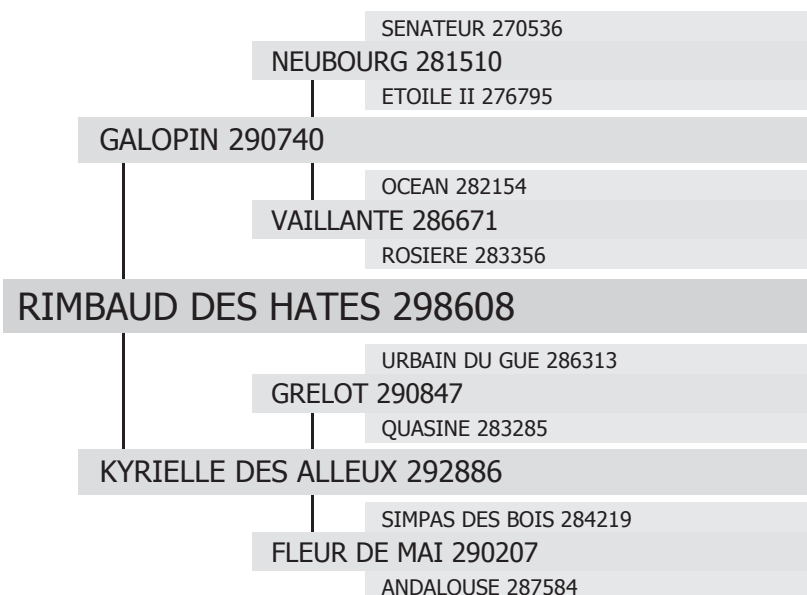 SENATEUR 270536
NEUBOURG 281510
ETOILE II 276795
GALOPIN 290740
OCEAN 282154
VAILLANTE 286671
ROSIERE 283356
RIMBAUD DES HATES 298608
URBAIN DU GUE 286313
GRELOT 290847
QUASINE 283285
KYRIELLE DES ALLEUX 292886
SIMPAS DES BOIS 284219
FLEUR DE MAI 290207
ANDALOUSE 287584